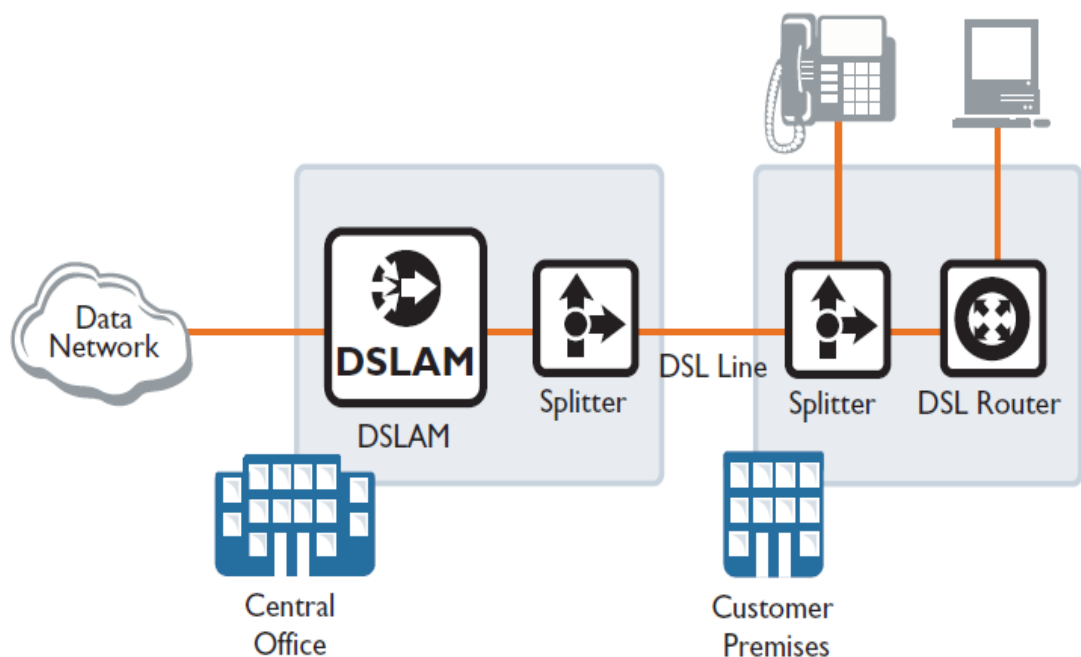 Data
Network
DSLAM
DSLAM
Splitter
DSL Line
Splitter
DSL Router
Central
Office
Customer
Premises